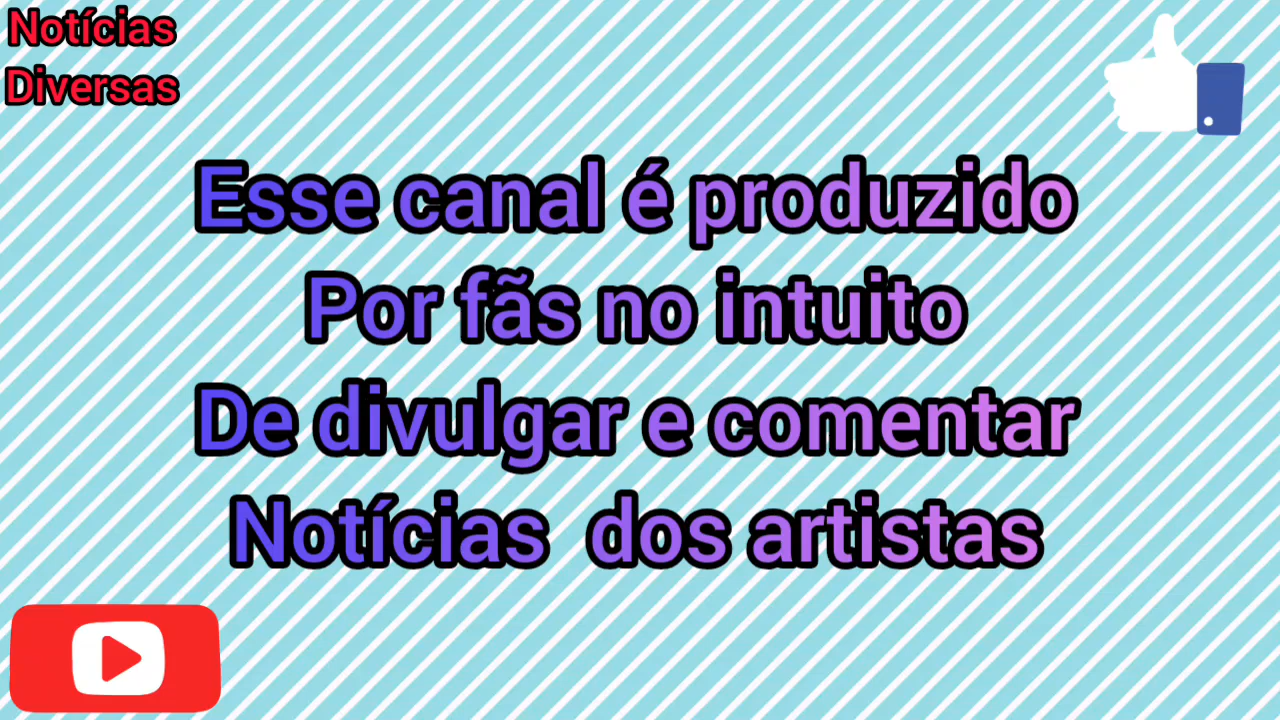 Notícias
Diversas
Esse canal é produzido
Por fãs no intuito
De divulgar e comentar
Notícias dos artistas